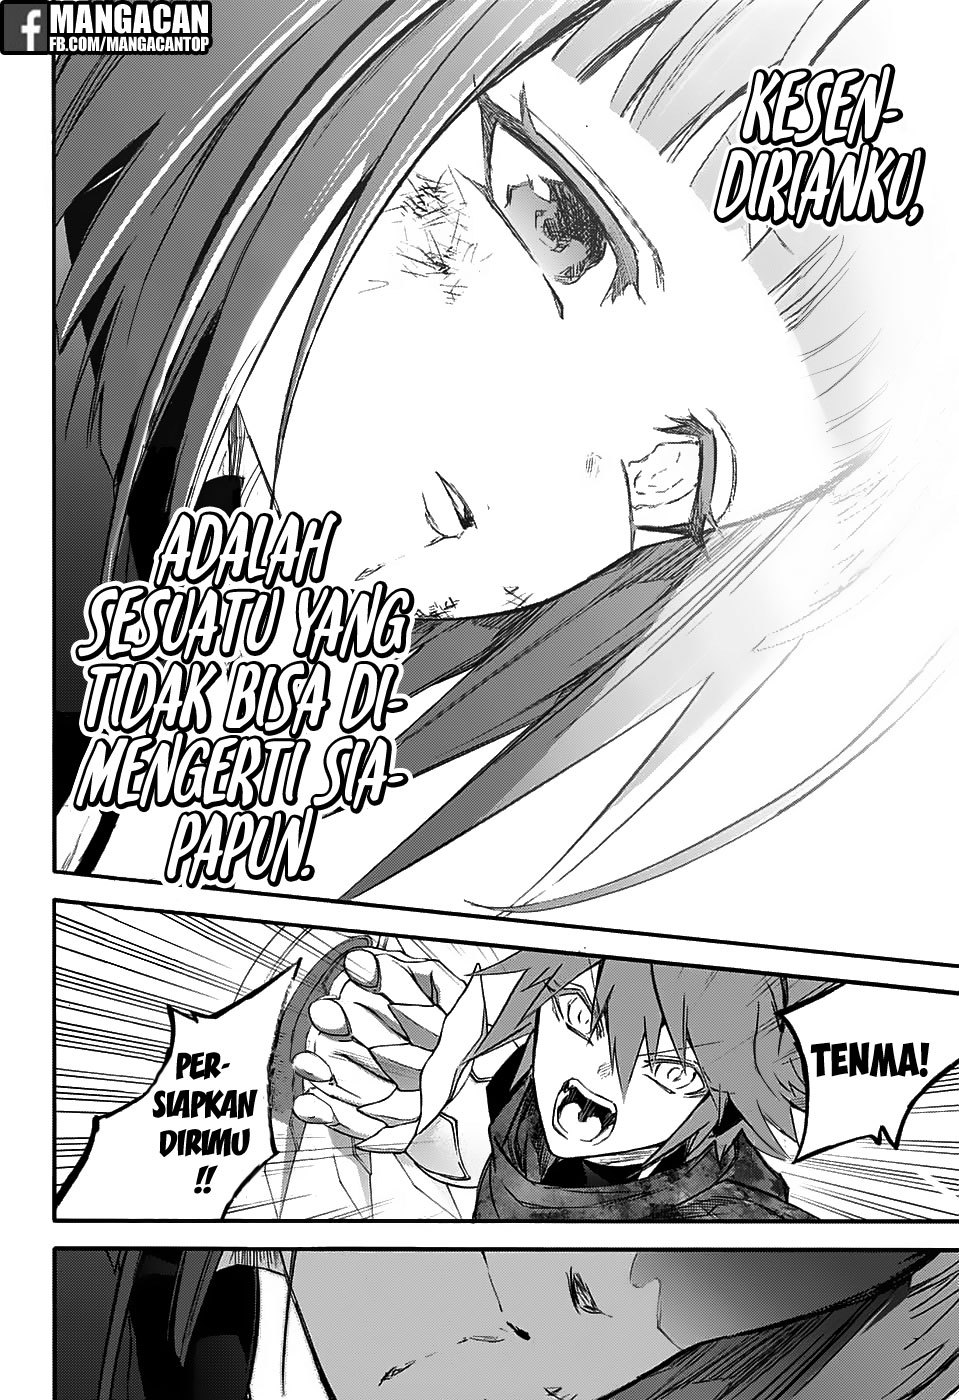 f MANGACAN
FB.COM/MANGACANTOP
KESEN-
DIRIANKU,
ADALAH
SESUATU YANG
TIDAK BISA DI-
MENGERTI SIA-
PAPUN.
TENMA!
PER-
SIAPKAN
DIRIMU
!!